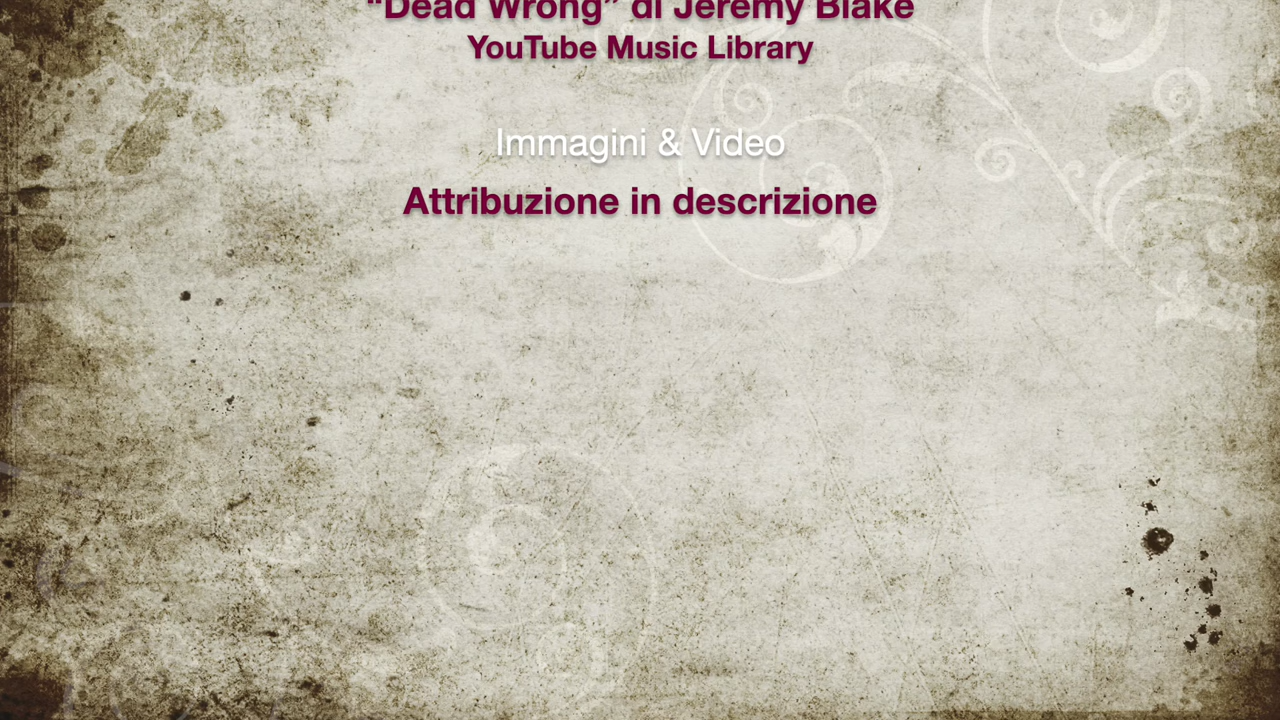 “Dead Wrong” di Jeremy Blake
YouTube Music Library
Immagini & Video
Attribuzione in descrizione